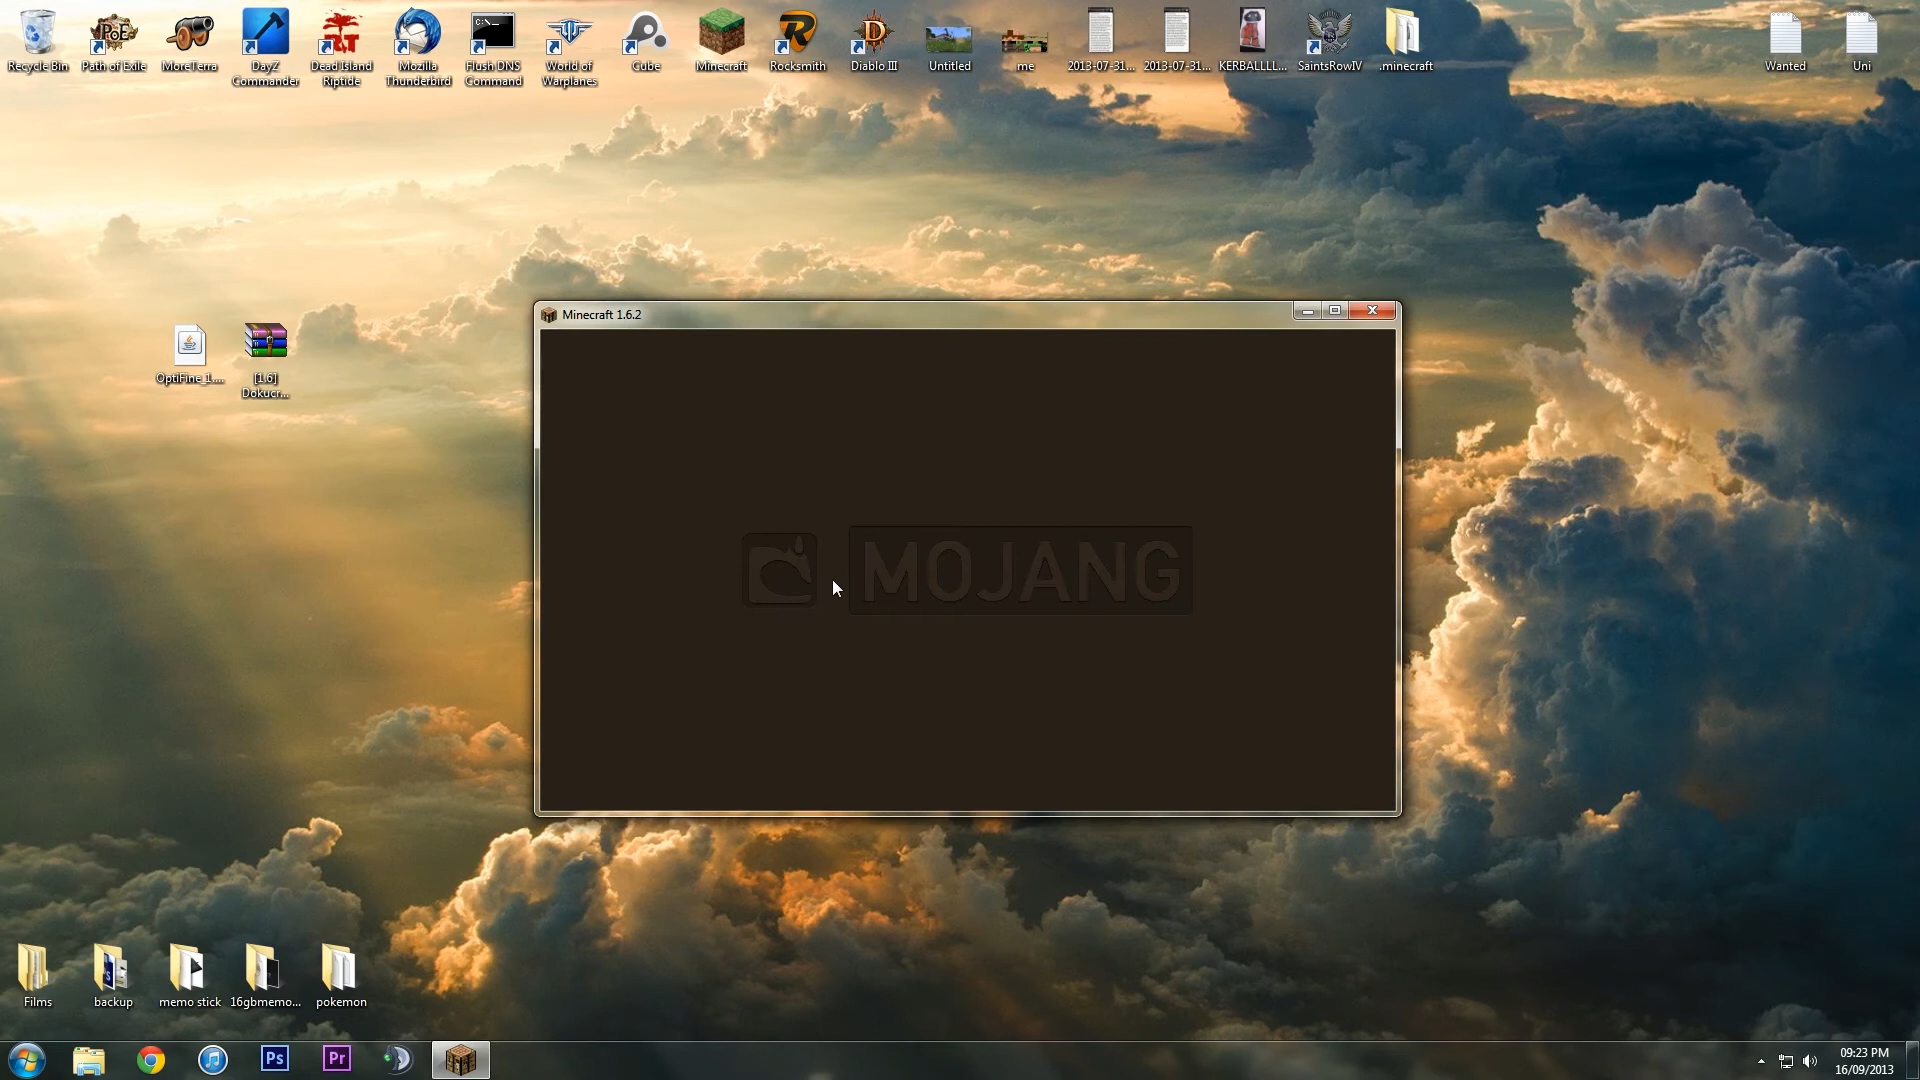 Recycle Bin
Path of Exile
MoreTerra
DayZ
Commander
Dead Island
Riptide
Mozilla
Thunderbird
Flush DNS
Command
World of
Warplanes
Cube
Minecraft
Rocksmith
Diablo III
Untitled
me
2013-07-31...
2013-07-31...
KERBALLLL...
SaintsRowIV
.minecraft
Wanted
Uni
OptiFine_1....
[1.6]
Dokucr...
Minecraft 1.6.2
MOJANG
Films
backup
memo stick
16gbmemo...
pokemon
Ps
Pr
09:23 PM
16/09/2013